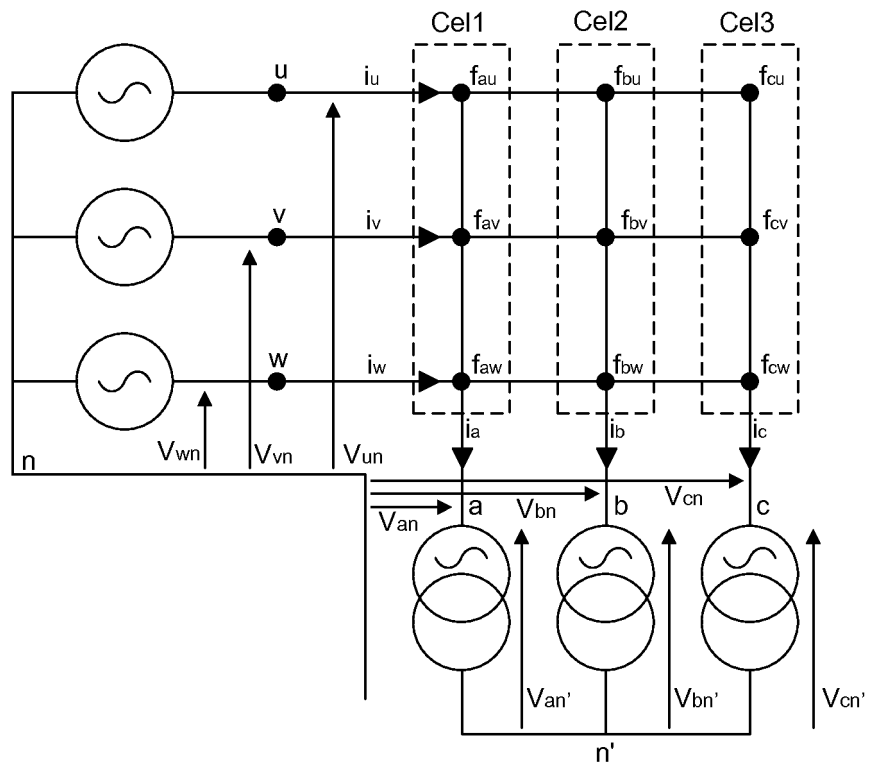 Cel1 Cel2 Cel3
u iu fau fbu fcu
v iv fav fbv fcv
w iw faw fbw fcw
ia ib ic
n Vwn Vvn Vun
Van Vbn Vcn
a b c
Van' Vbn' Vcn'
n'